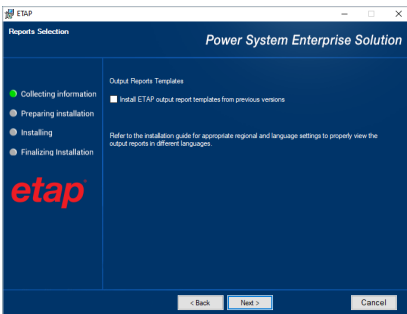 ETAP
Reports Selection
Power System Enterprise Solution
Output Reports Templates
Install ETAP output report templates from previous versions
Collecting information
Preparing installation
Refer to the installation guide for appropriate regional and language settings to properly view the
output reports in different languages.
Installing
Finalizing Installation
etap
< Back
Next >
Cancel